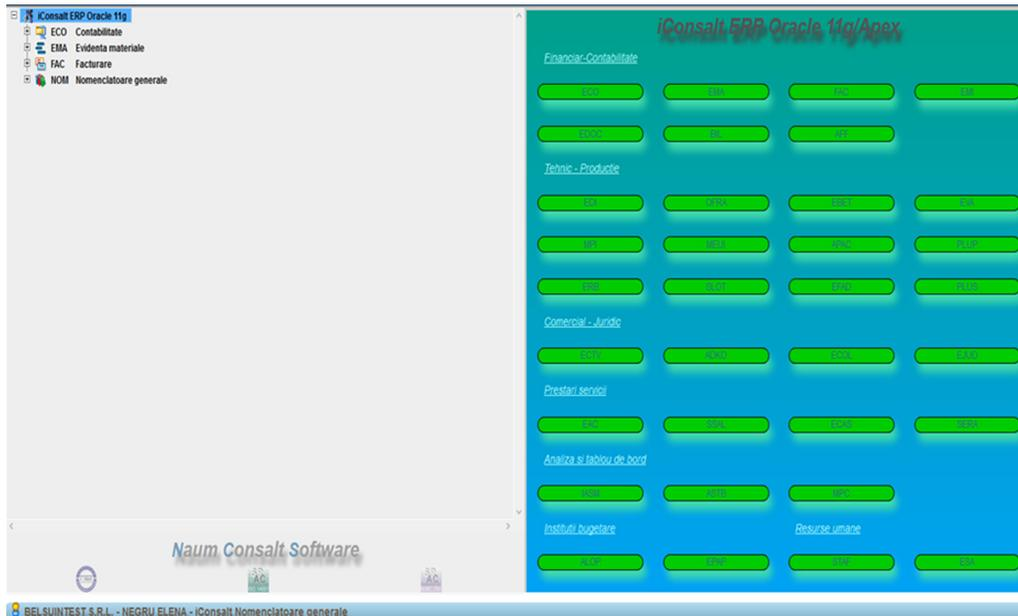 iConsalt ERP Oracle 11g
ECO Contabilitate
EMA Evidenta materiale
FAC Facturare
NOM Nomenclatoare generale
Naum Consalt Software
iConsalt ERP Oracle 11g/Apex
Financiar-Contabilitate
ECO EMA FAC EMI
EDOC BIL AFF
Tehnic - Productie
EDI OFRA EBET EVA
MPI MEUI APAC PLUP
ERB SLOT EFAD PLUS
Comercial - Juridic
ECTV ADKD ECOL EJUD
Prestari servicii
EAC SSAL ECAS SERA
Analiza si tablou de bord
IASM ASTB MPC
Institutii bugetare Resurse umane
ALOP EPAP STAF ESA
BELSUINTEST S.R.L. - NEGRU ELENA - iConsalt Nomenclatoare generale